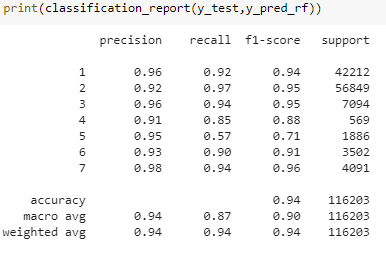 print(classification_report(y_test,y_pred_rf))
precision recall f1-score support
1 0.96 0.92 0.94 42212
2 0.92 0.97 0.95 56849
3 0.96 0.94 0.95 7094
4 0.91 0.85 0.88 569
5 0.95 0.57 0.71 1886
6 0.93 0.90 0.91 3502
7 0.98 0.94 0.96 4091
accuracy 0.94 116203
macro avg 0.94 0.87 0.90 116203
weighted avg 0.94 0.94 0.94 116203